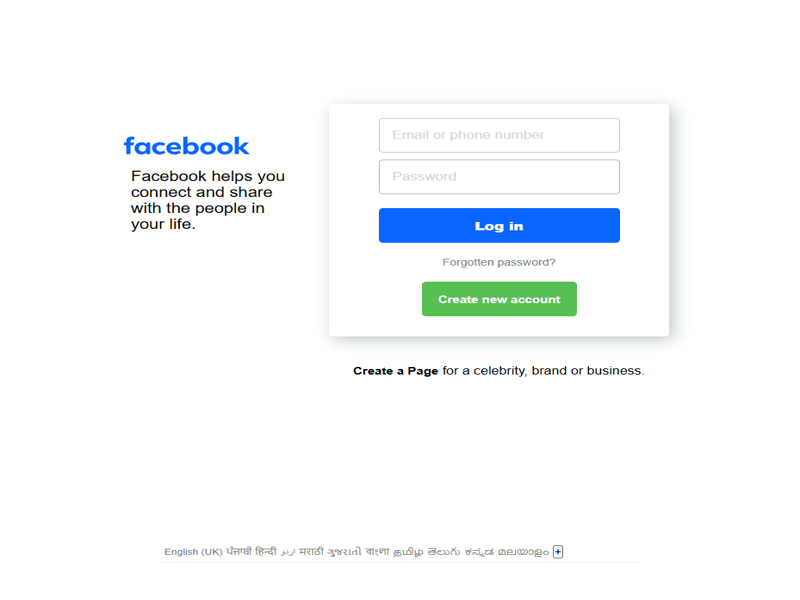 facebook
Facebook helps you
connect and share
with the people in
your life.
Email or phone number
Password
Log in
Forgotten password?
Create new account
Create a Page for a celebrity, brand or business.
English (UK) ਪੰਜਾਬੀ हिन्दी اردو मराठी ગુજરાતી বাংলা தமிழ் తెలుగు ಕನ್ನಡ മലയാളം +